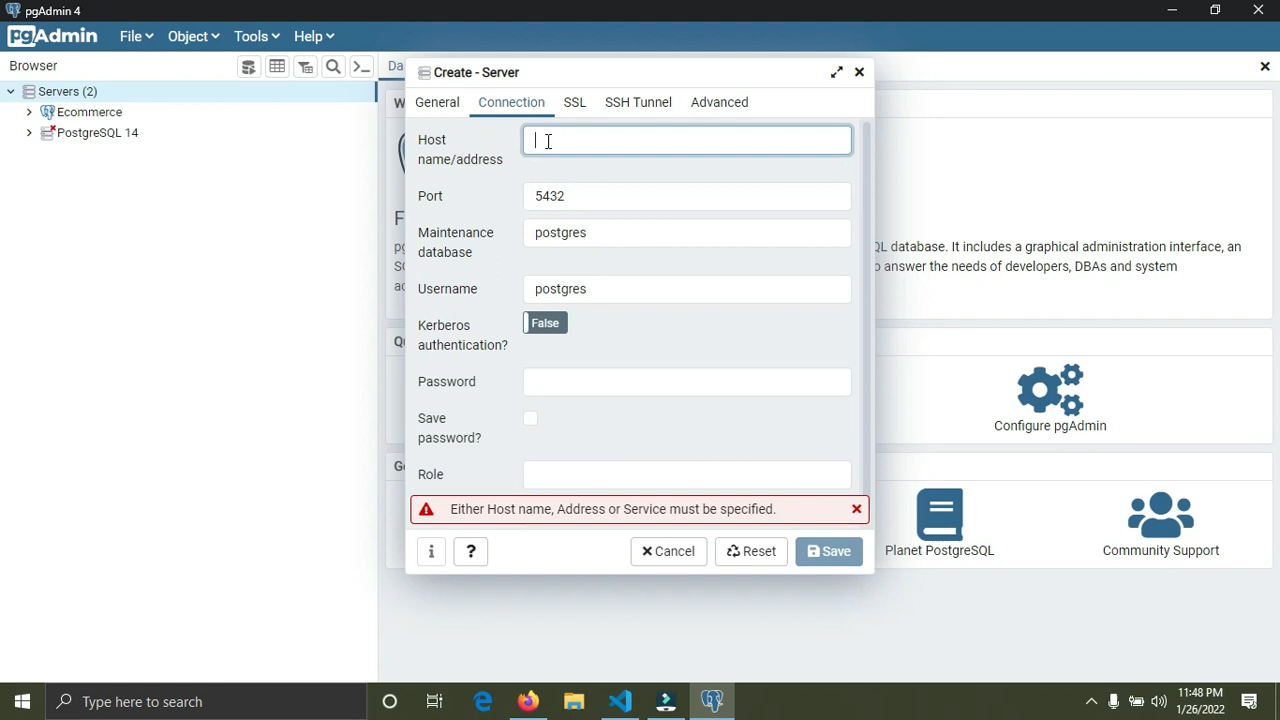 pgAdmin 4
pgAdmin File Object Tools Help
Browser
Servers (2)
Ecommerce
PostgreSQL 14
Create - Server
General Connection SSL SSH Tunnel Advanced
Host name/address
Port 5432
Maintenance database postgres
Username postgres
Kerberos authentication? False
Password
Save password?
Role
Either Host name, Address or Service must be specified.
i ? Cancel Reset Save
QL database. It includes a graphical administration interface, an
o answer the needs of developers, DBAs and system
Configure pgAdmin
Planet PostgreSQL
Community Support
Type here to search
11:48 PM
1/26/2022